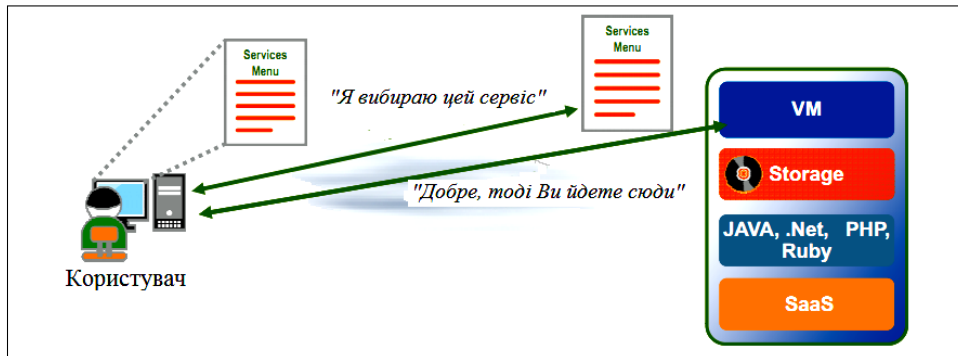 Services
Menu
Services
Menu
"Я вибираю цей сервіс"
VM
Storage
"Добре, тоді Ви йдете сюди"
JAVA, .Net, PHP,
Ruby
Користувач
SaaS